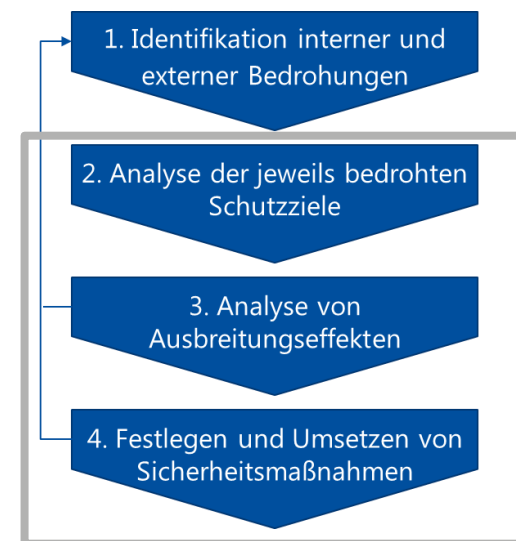 1. Identifikation interner und
externer Bedrohungen
2. Analyse der jeweils bedrohten
Schutzziele
3. Analyse von
Ausbreitungseffekten
4. Festlegen und Umsetzen von
Sicherheitsmaßnahmen